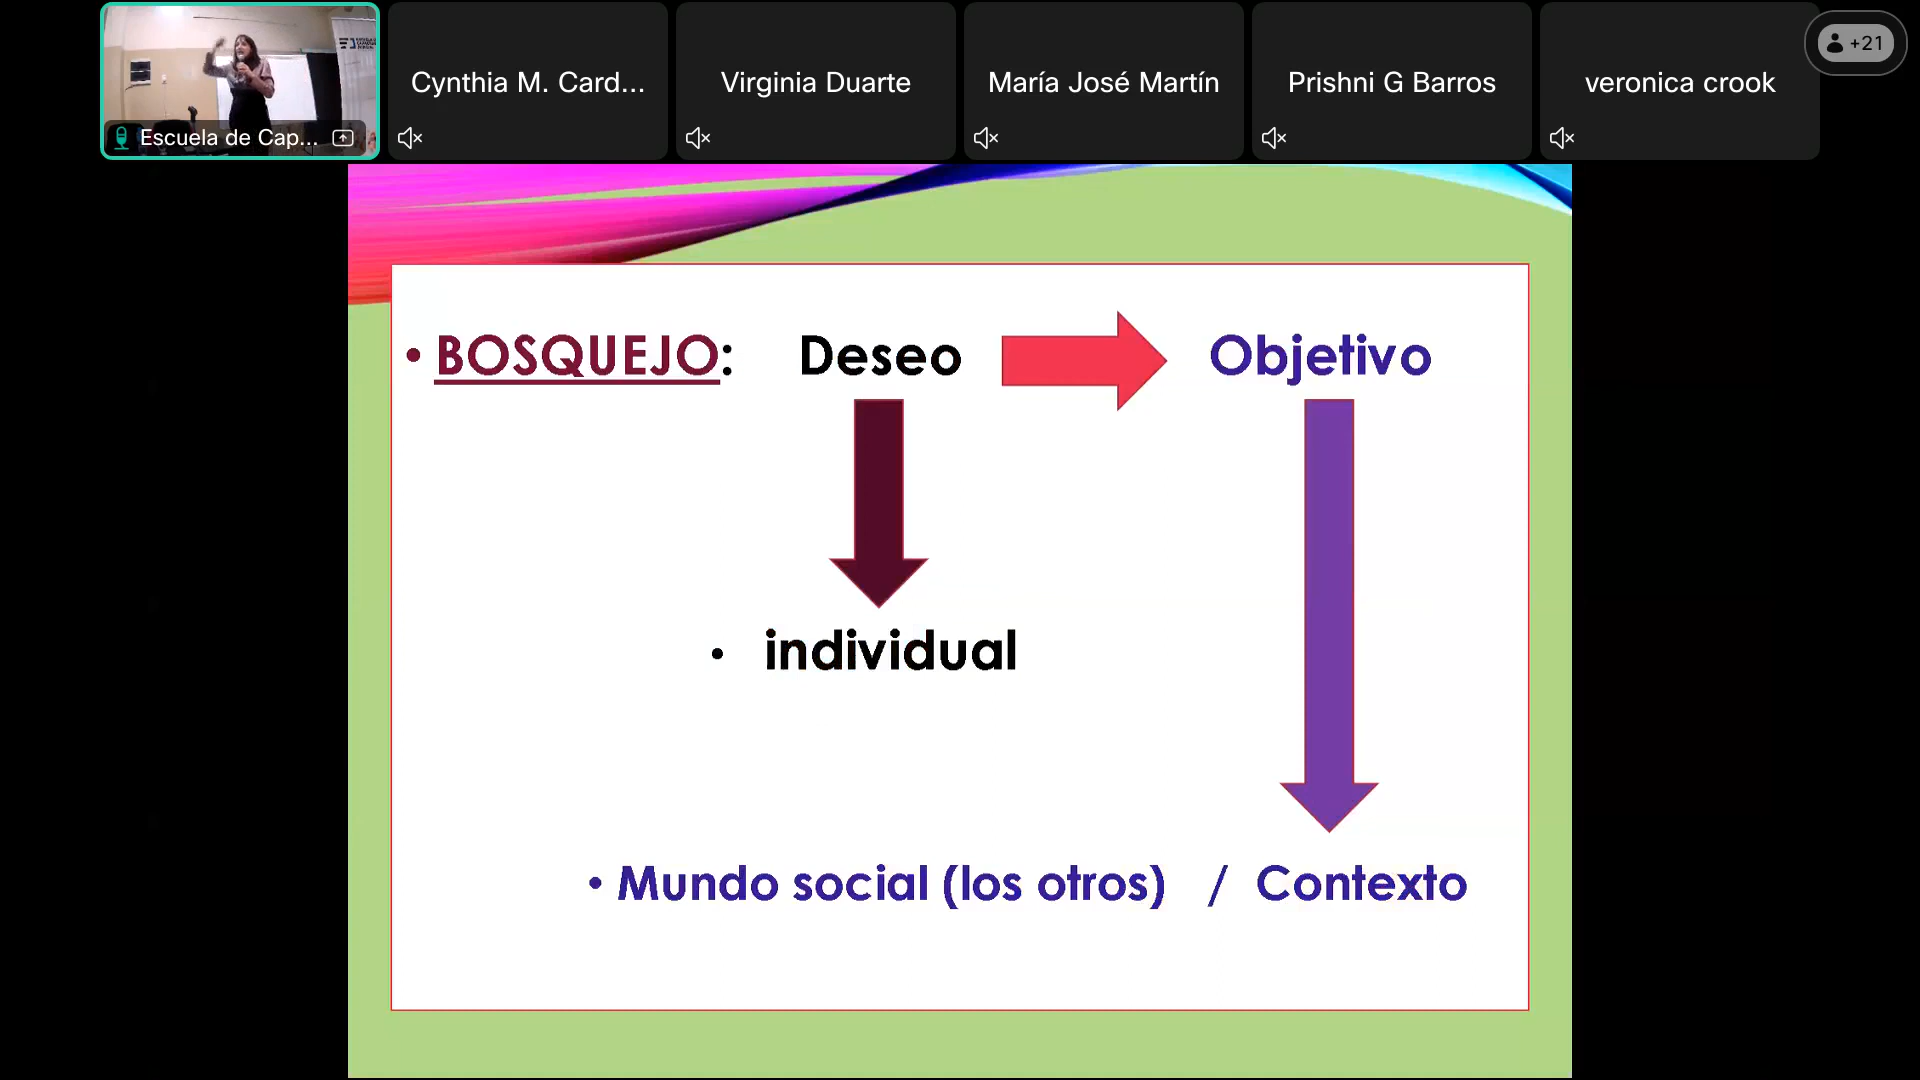 Escuela de Cap...
Cynthia M. Card...
Virginia Duarte
María José Martín
Prishni G Barros
veronica crook
+21
• BOSQUEJO: Deseo Objetivo
• individual
• Mundo social (los otros) / Contexto